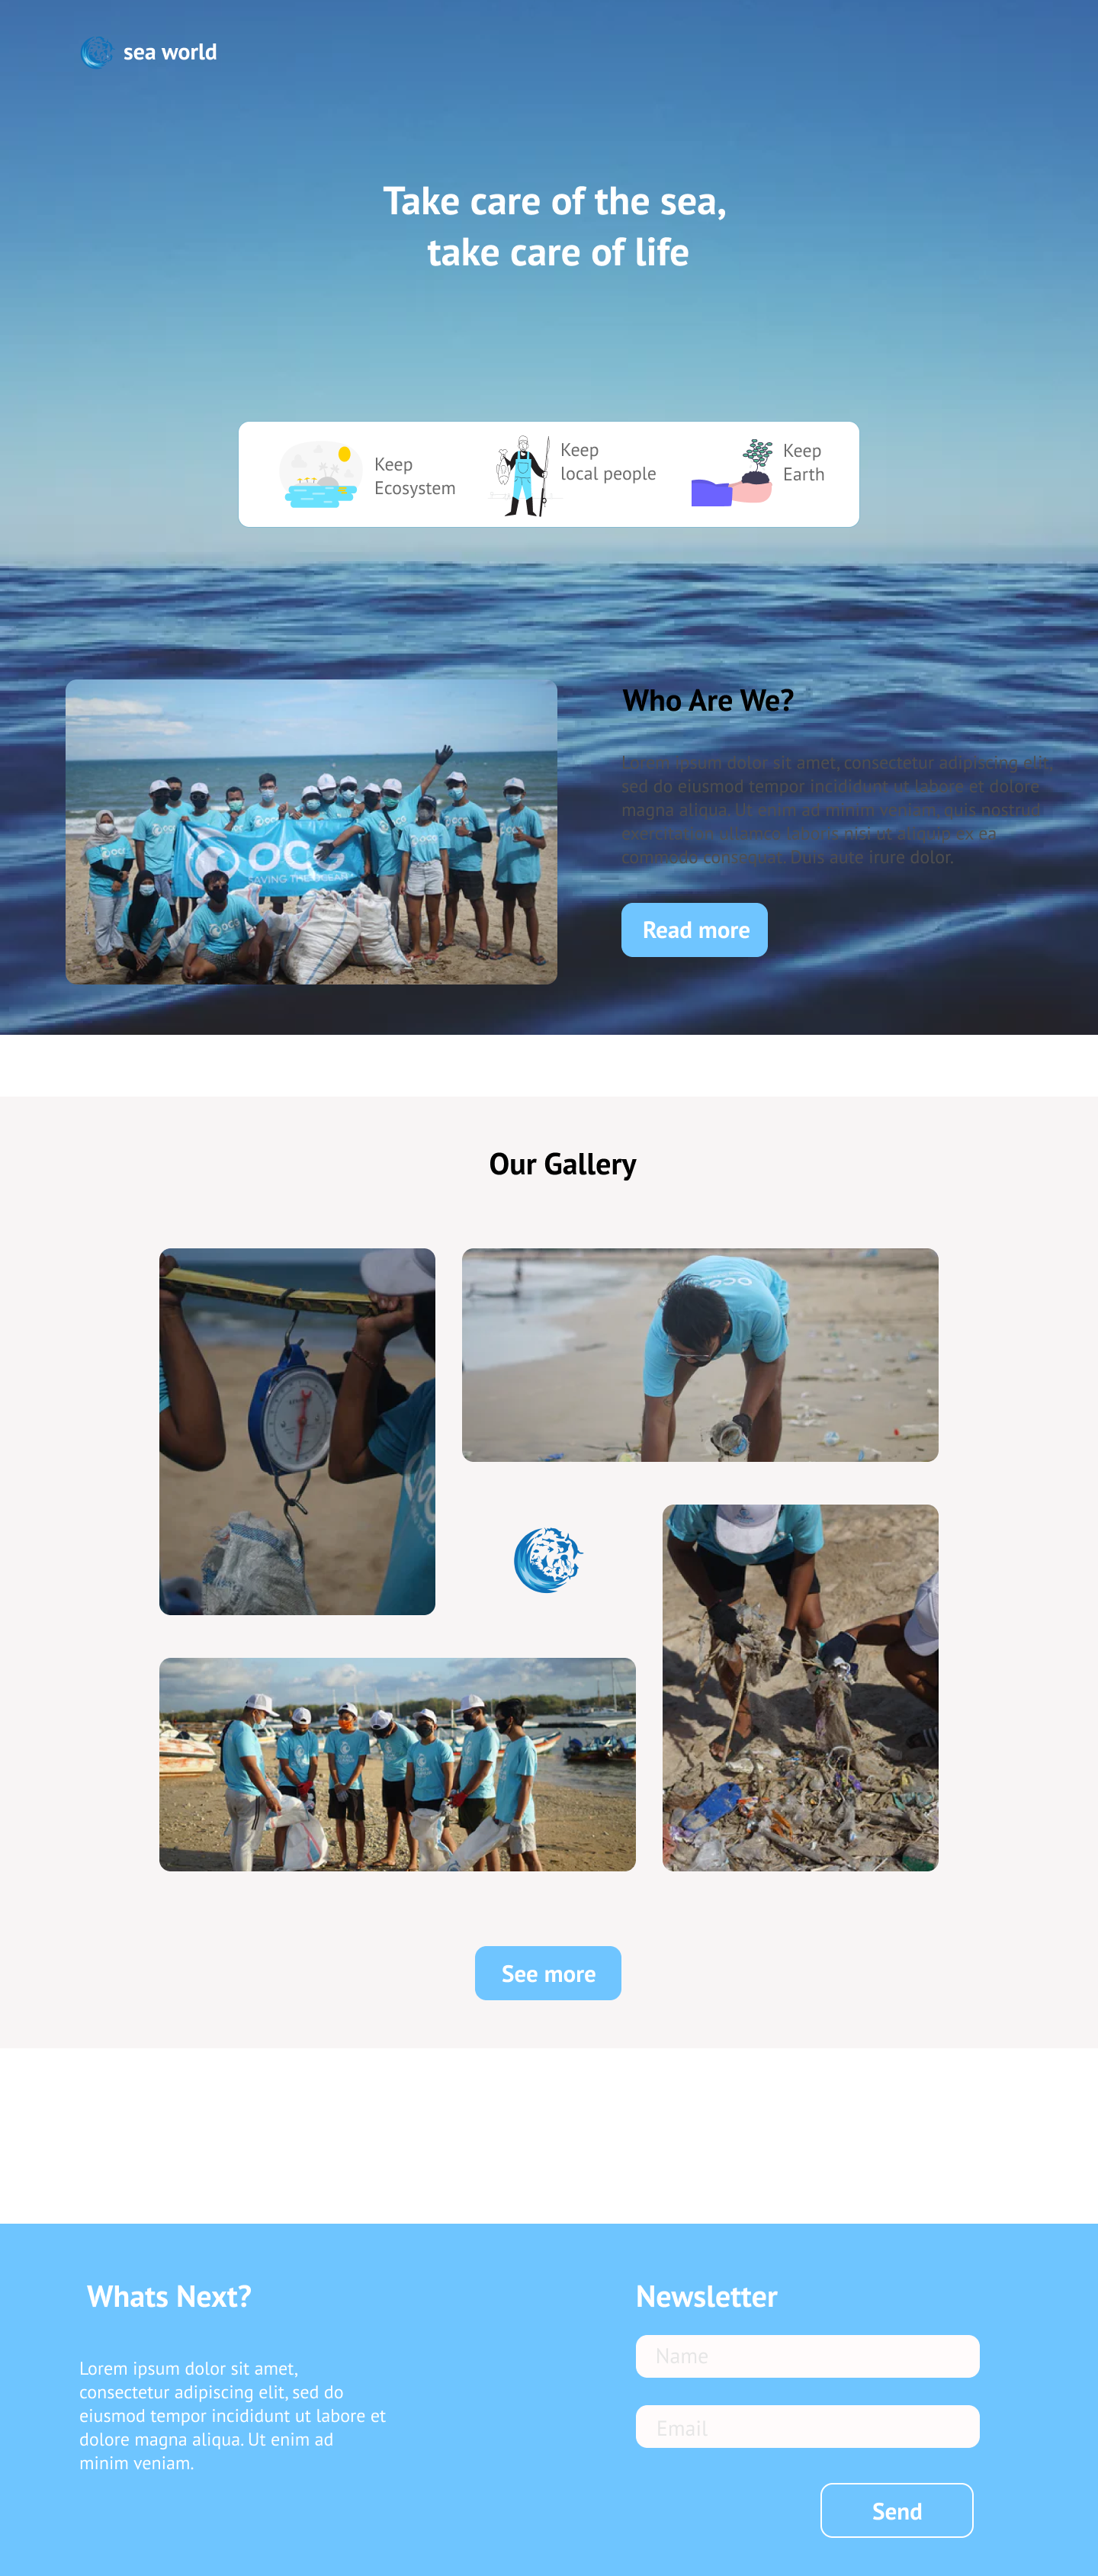 sea world
Take care of the sea,
take care of life
Keep
Ecosystem
Keep
local people
Keep
Earth
Who Are We?
Lorem ipsum dolor sit amet, consectetur adipiscing elit,
sed do eiusmod tempor incididunt ut labore et dolore
magna aliqua. Ut enim ad minim veniam, quis nostrud
exercitation ullamco laboris nisi ut aliquip ex ea
commodo consequat. Duis aute irure dolor.
OCG
SAVING THE OCEAN
Read more
Our Gallery
See more
Whats Next?
Lorem ipsum dolor sit amet,
consectetur adipiscing elit, sed do
eiusmod tempor incididunt ut labore et
dolore magna aliqua. Ut enim ad
minim veniam.
Newsletter
Name
Email
Send